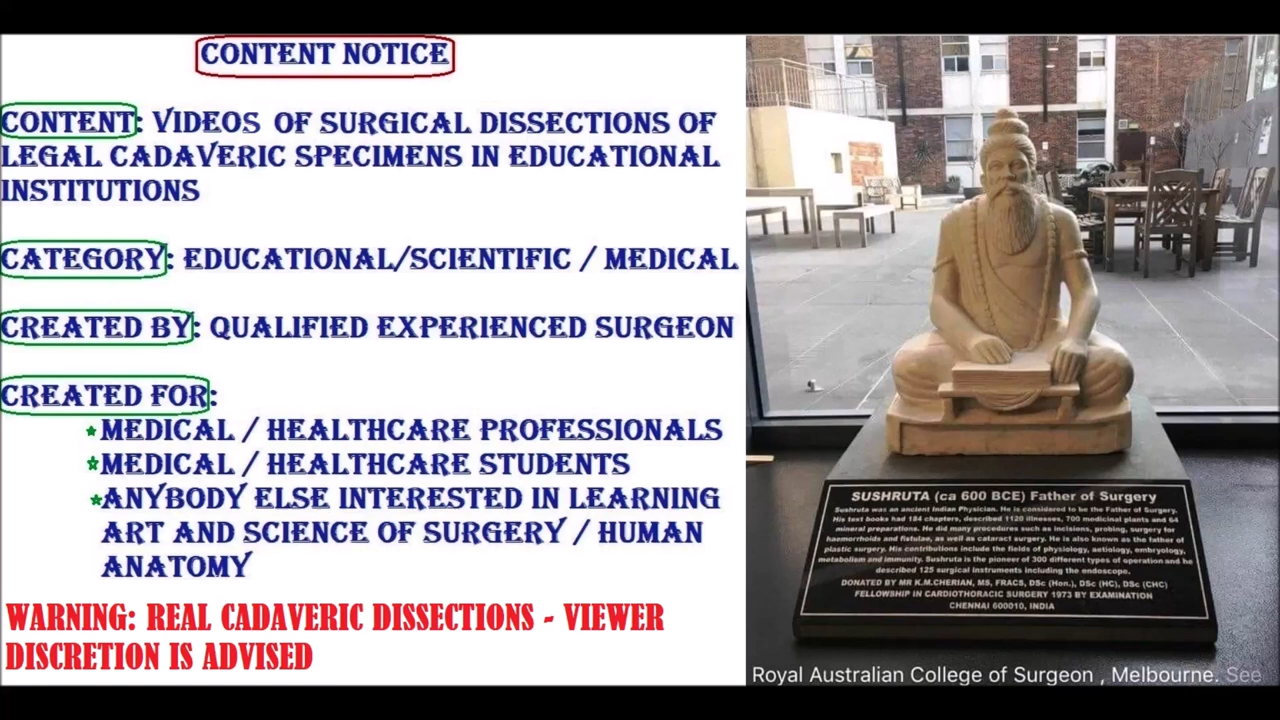 CONTENT NOTICE
CONTENT: VIDEOS OF SURGICAL DISSECTIONS OF
LEGAL CADAVERIC SPECIMENS IN EDUCATIONAL
INSTITUTIONS
CATEGORY: EDUCATIONAL/SCIENTIFIC / MEDICAL
CREATED BY: QUALIFIED EXPERIENCED SURGEON
CREATED FOR:
*MEDICAL / HEALTHCARE PROFESSIONALS
*MEDICAL / HEALTHCARE STUDENTS
*ANYBODY ELSE INTERESTED IN LEARNING
ART AND SCIENCE OF SURGERY / HUMAN
ANATOMY
WARNING: REAL CADAVERIC DISSECTIONS - VIEWER
DISCRETION IS ADVISED
SUSHRUTA (ca 600 BCE) Father of Surgery
Sushruta was an ancient Indian Physician. He is considered to be the Father of Surgery.
His text books had 184 chapters, described 1120 illnesses, 700 medicinal plants and 64
mineral preparations. He did many procedures such as incisions, probing, surgery for
haemorrhoids and fistulae, as well as cataract surgery. He is also known as the father of
plastic surgery. His contributions include the fields of physiology, aetiology, embryology,
metabolism and immunity. Sushruta is the pioneer of 300 different types of operation and he
described 125 surgical instruments including the endoscope.
DONATED BY MR K.M.CHERIAN, MS, FRACS, DSc (Hon.), DSc (HC), DSc (CHC)
FELLOWSHIP IN CARDIOTHORACIC SURGERY 1973 BY EXAMINATION
CHENNAI 600010, INDIA
Royal Australian College of Surgeon , Melbourne. See